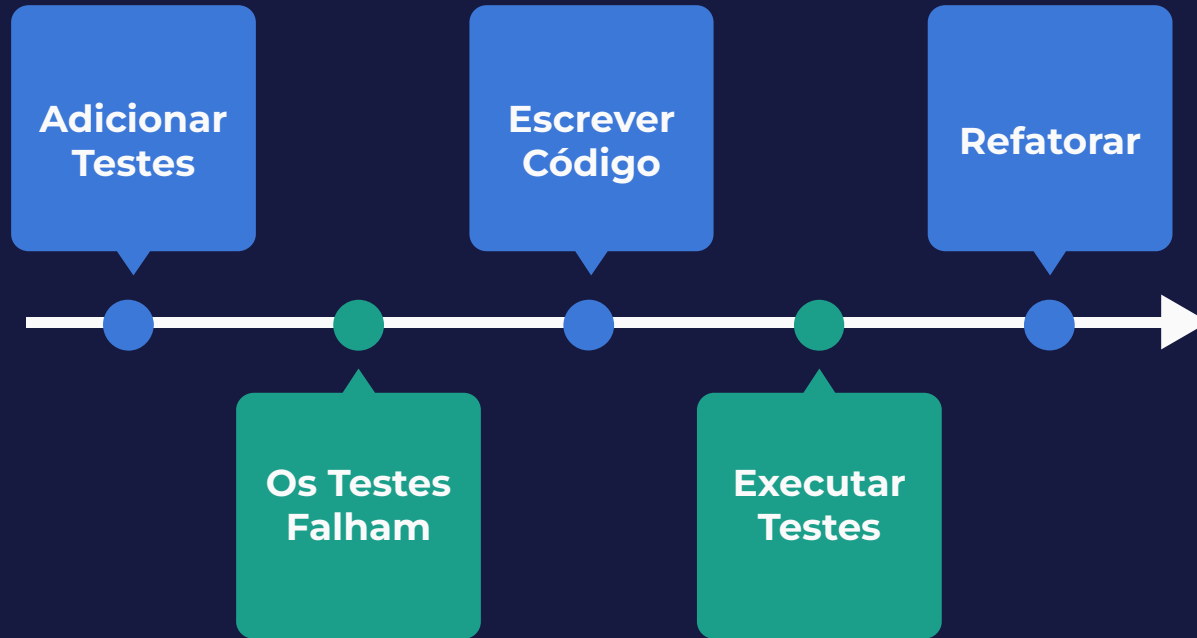 Adicionar
Testes
Os Testes
Falham
Escrever
Código
Executar
Testes
Refatorar